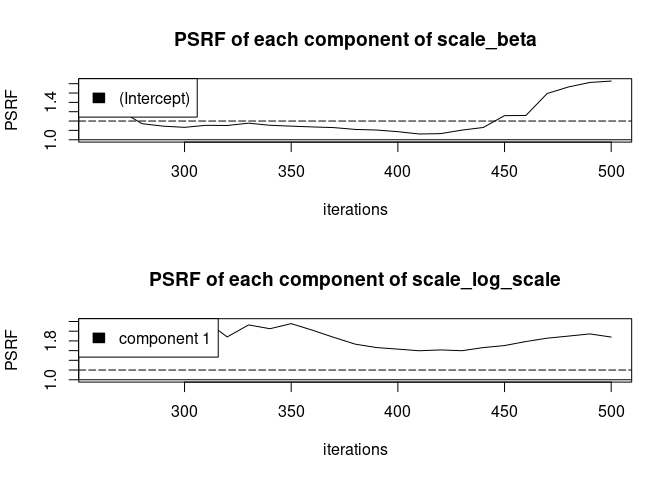 PSRF of each component of scale_beta
PSRF
1.0 1.4
(Intercept)
300 350 400 450 500
iterations
PSRF of each component of scale_log_scale
PSRF
1.0 1.8
component 1
300 350 400 450 500
iterations